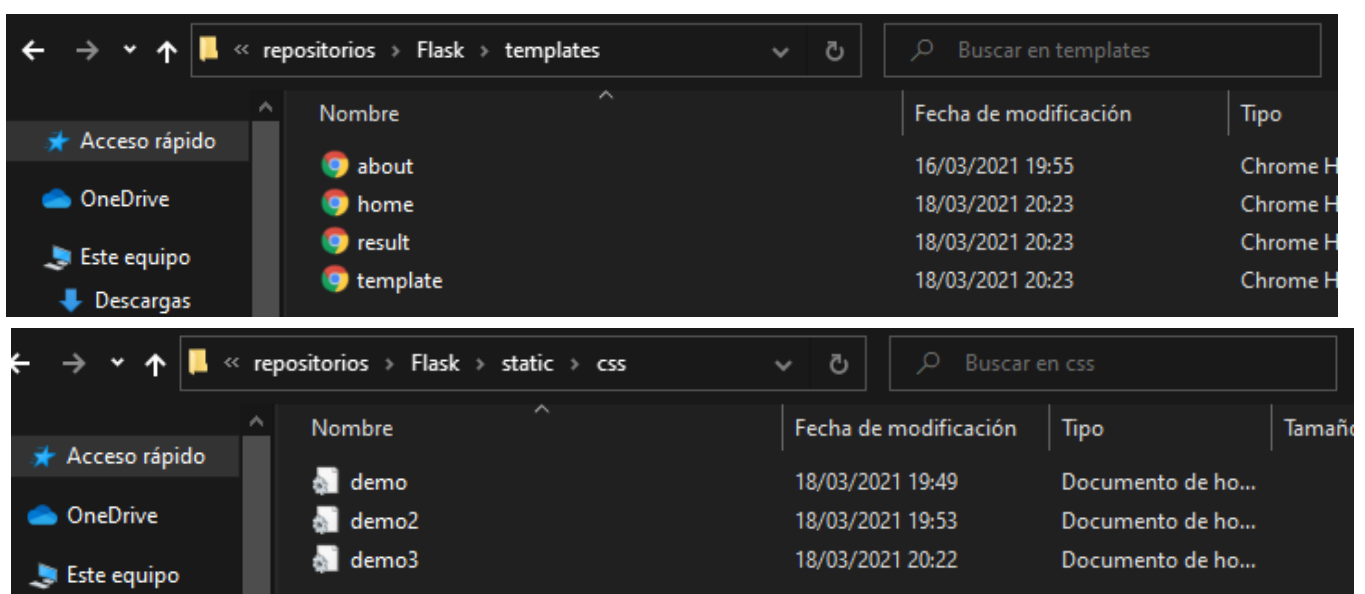 « repositorios › Flask › templates Buscar en templates
Nombre Fecha de modificación Tipo
Acceso rápido
about 16/03/2021 19:55 Chrome H
OneDrive
home 18/03/2021 20:23 Chrome H
result 18/03/2021 20:23 Chrome H
Este equipo
template 18/03/2021 20:23 Chrome H
Descargas
« repositorios › Flask › static › css Buscar en css
Nombre Fecha de modificación Tipo Tamaño
Acceso rápido
demo 18/03/2021 19:49 Documento de ho...
OneDrive
demo2 18/03/2021 19:53 Documento de ho...
demo3 18/03/2021 20:22 Documento de ho...
Este equipo